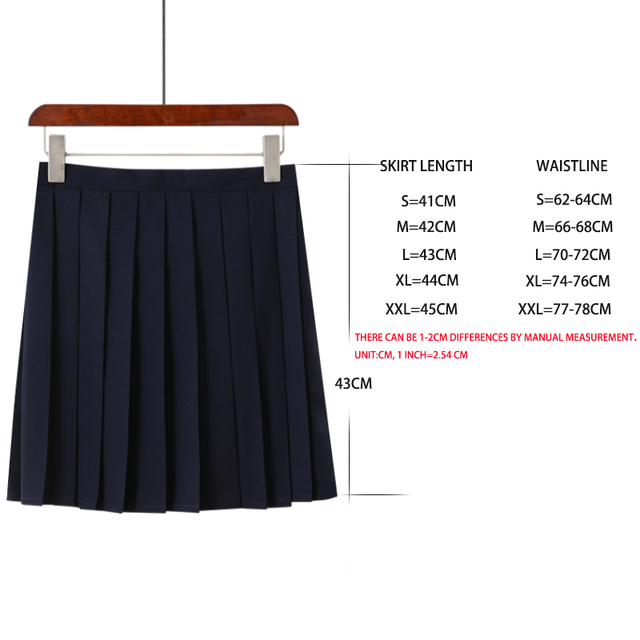 SKIRT LENGTH WAISTLINE
S=41CM S=62-64CM
M=42CM M=66-68CM
L=43CM L=70-72CM
XL=44CM XL=74-76CM
XXL=45CM XXL=77-78CM
THERE CAN BE 1-2CM DIFFERENCES BY MANUAL MEASUREMENT.
UNIT:CM, 1 INCH=2.54 CM
43CM